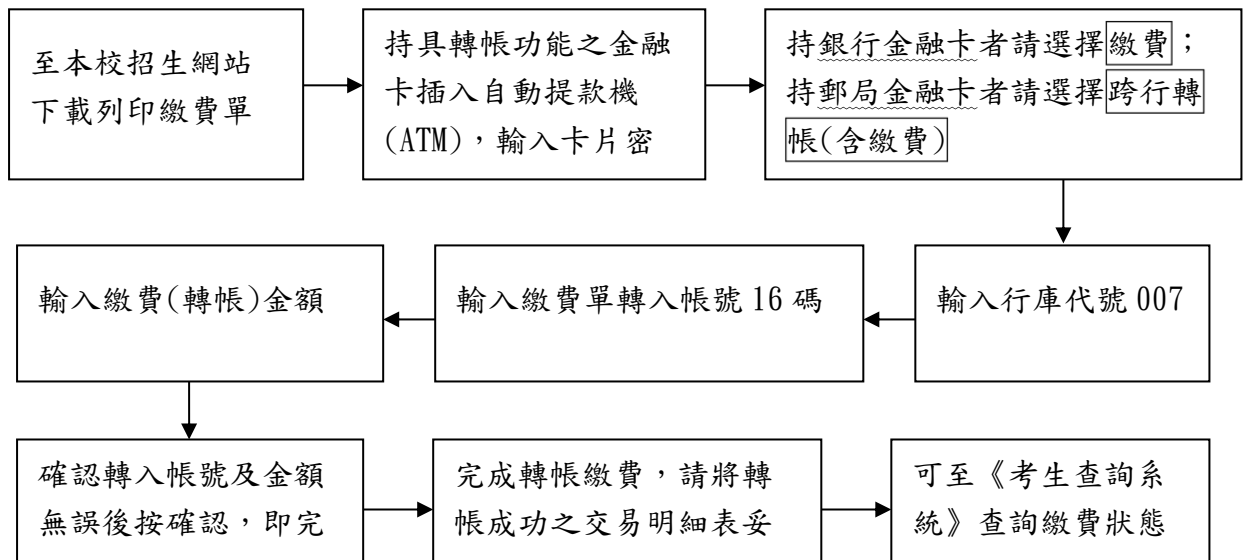 至本校招生網站
下載列印繳費單
持具轉帳功能之金融
卡插入自動提款機
(ATM)，輸入卡片密
持銀行金融卡者請選擇繳費；
持郵局金融卡者請選擇跨行轉
帳(含繳費)
輸入行庫代號 007
輸入繳費單轉入帳號 16 碼
輸入繳費(轉帳)金額
確認轉入帳號及金額
無誤後按確認，即完
完成轉帳繳費，請將轉
帳成功之交易明細表妥
可至《考生查詢系
統》查詢繳費狀態